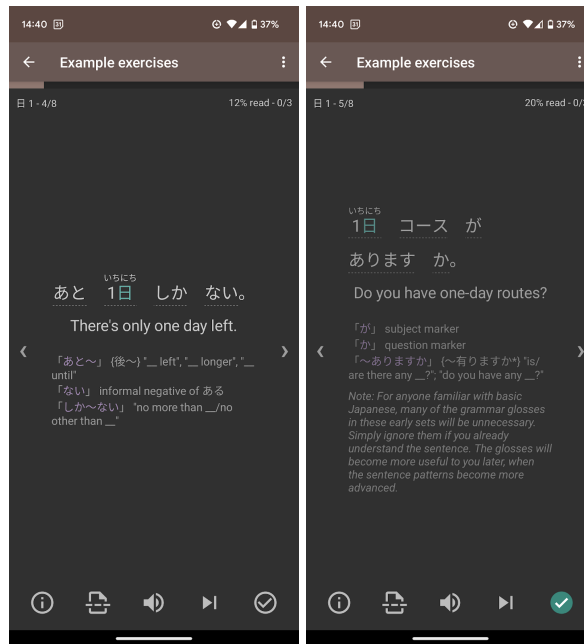 14:40 31
37%
Example exercises
日 1 - 4/8
12% read - 0/3
いちにち
あと 1日 しか ない。
There's only one day left.
「あと〜」 {後〜} "__ left", "__ longer", "__
until"
「ない」 informal negative of ある
「しか〜ない」 "no more than __/no
other than __"
14:40 31
37%
Example exercises
日 1 - 5/8
20% read - 0/3
いちにち
1日 コース が
あります か。
Do you have one-day routes?
「が」 subject marker
「か」 question marker
「〜ありますか」 {〜有りますか*} "is/
are there any __?"; "do you have any __?"
Note: For anyone familiar with basic
Japanese, many of the grammar glosses
in these early sets will be unnecessary.
Simply ignore them if you already
understand the sentence. The glosses will
become more useful to you later, when
the sentence patterns become more
advanced.